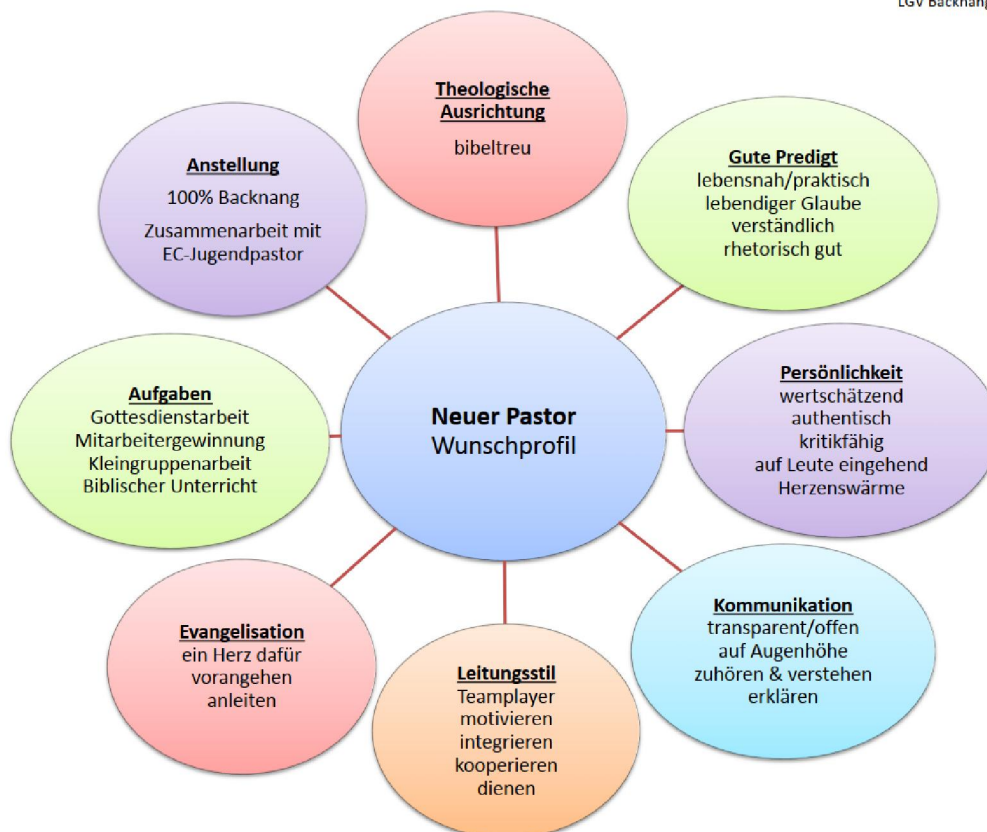 LGV Backnang
Theologische
Ausrichtung
bibeltreu
Gute Predigt
lebensnah/praktisch
lebendiger Glaube
verständlich
rhetorisch gut
Persönlichkeit
wertschätzend
authentisch
kritikfähig
auf Leute eingehend
Herzenswärme
Kommunikation
transparent/offen
auf Augenhöhe
zuhören & verstehen
erklären
Leitungsstil
Teamplayer
motivieren
integrieren
kooperieren
dienen
Evangelisation
ein Herz dafür
vorangehen
anleiten
Aufgaben
Gottesdienstarbeit
Mitarbeitergewinnung
Kleingruppenarbeit
Biblischer Unterricht
Anstellung
100% Backnang
Zusammenarbeit mit
EC-Jugendpastor
Neuer Pastor
Wunschprofil